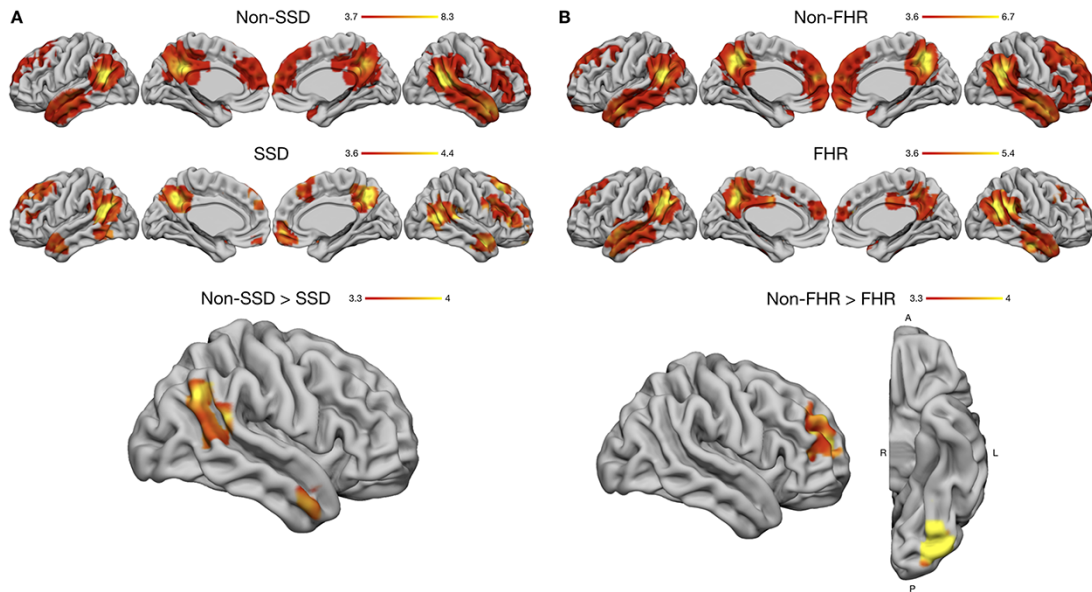 A
Non-SSD 3.7 8.3
SSD 3.6 4.4
Non-SSD > SSD 3.3 4
B
Non-FHR 3.6 6.7
FHR 3.6 5.4
Non-FHR > FHR 3.3 4
A
R L
P